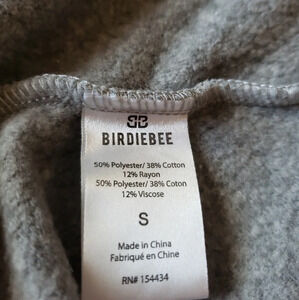 BB
BIRDIEBEE
50% Polyester/ 38% Cotton
12% Rayon
50% Polyester/ 38% Coton
12% Viscose
S
Made in China
Fabriqué en Chine
RN# 154434